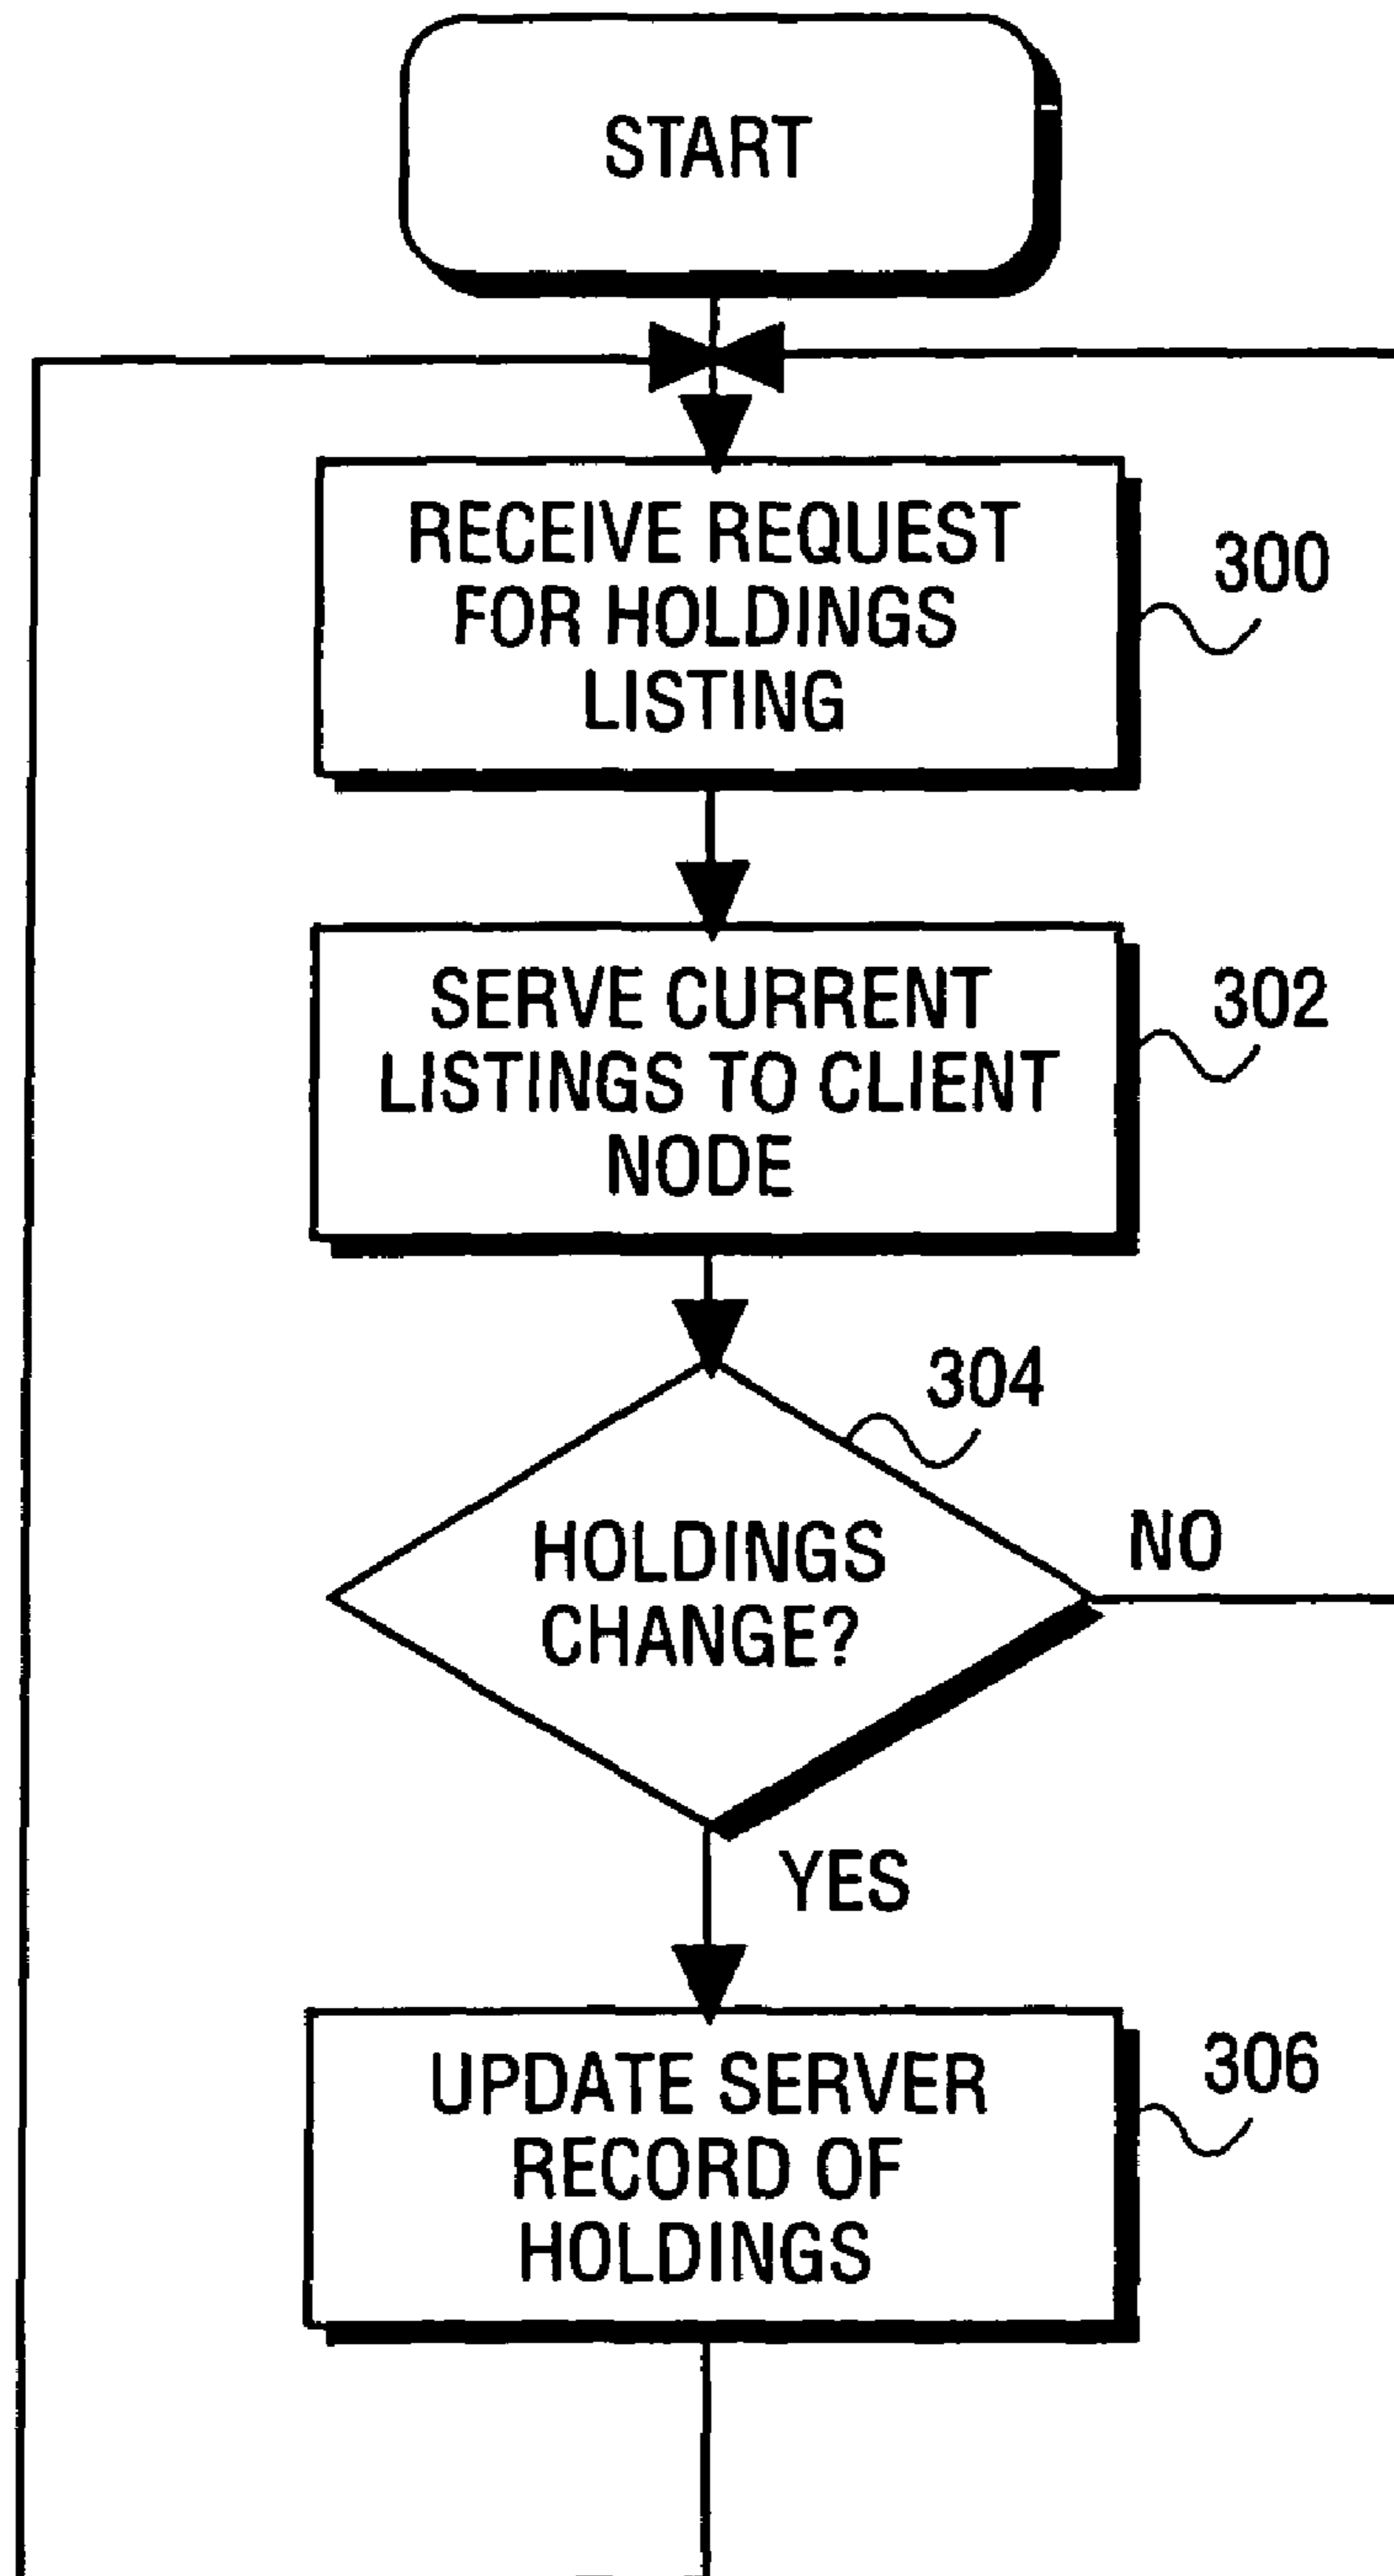 START
RECEIVE REQUEST
FOR HOLDINGS
LISTING
300
SERVE CURRENT
LISTINGS TO CLIENT
NODE
302
304
HOLDINGS
CHANGE?
NO
YES
UPDATE SERVER
RECORD OF
HOLDINGS
306